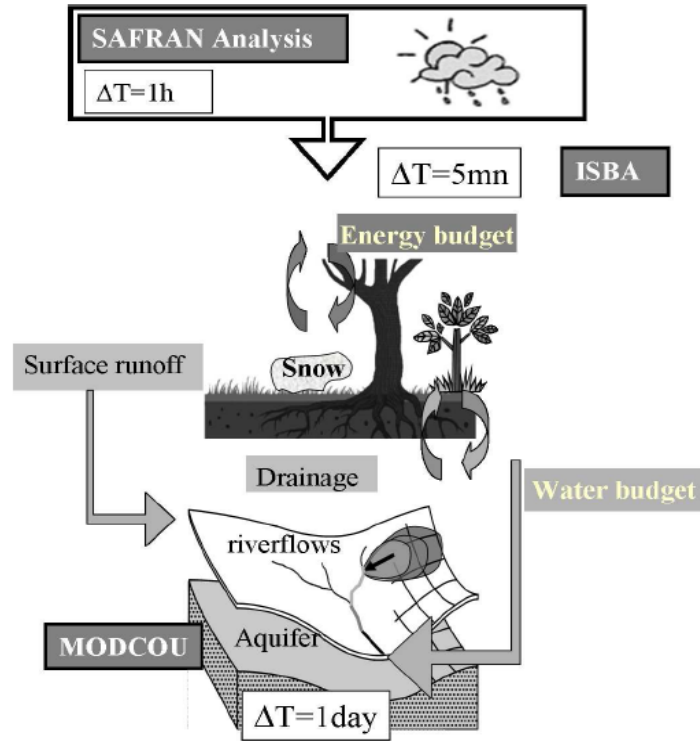 SAFRAN Analysis
ΔT=1h
ΔT=5mn
ISBA
Energy budget
Surface runoff
Snow
Drainage
Water budget
riverflows
Aquifer
MODCOU
ΔT=1day